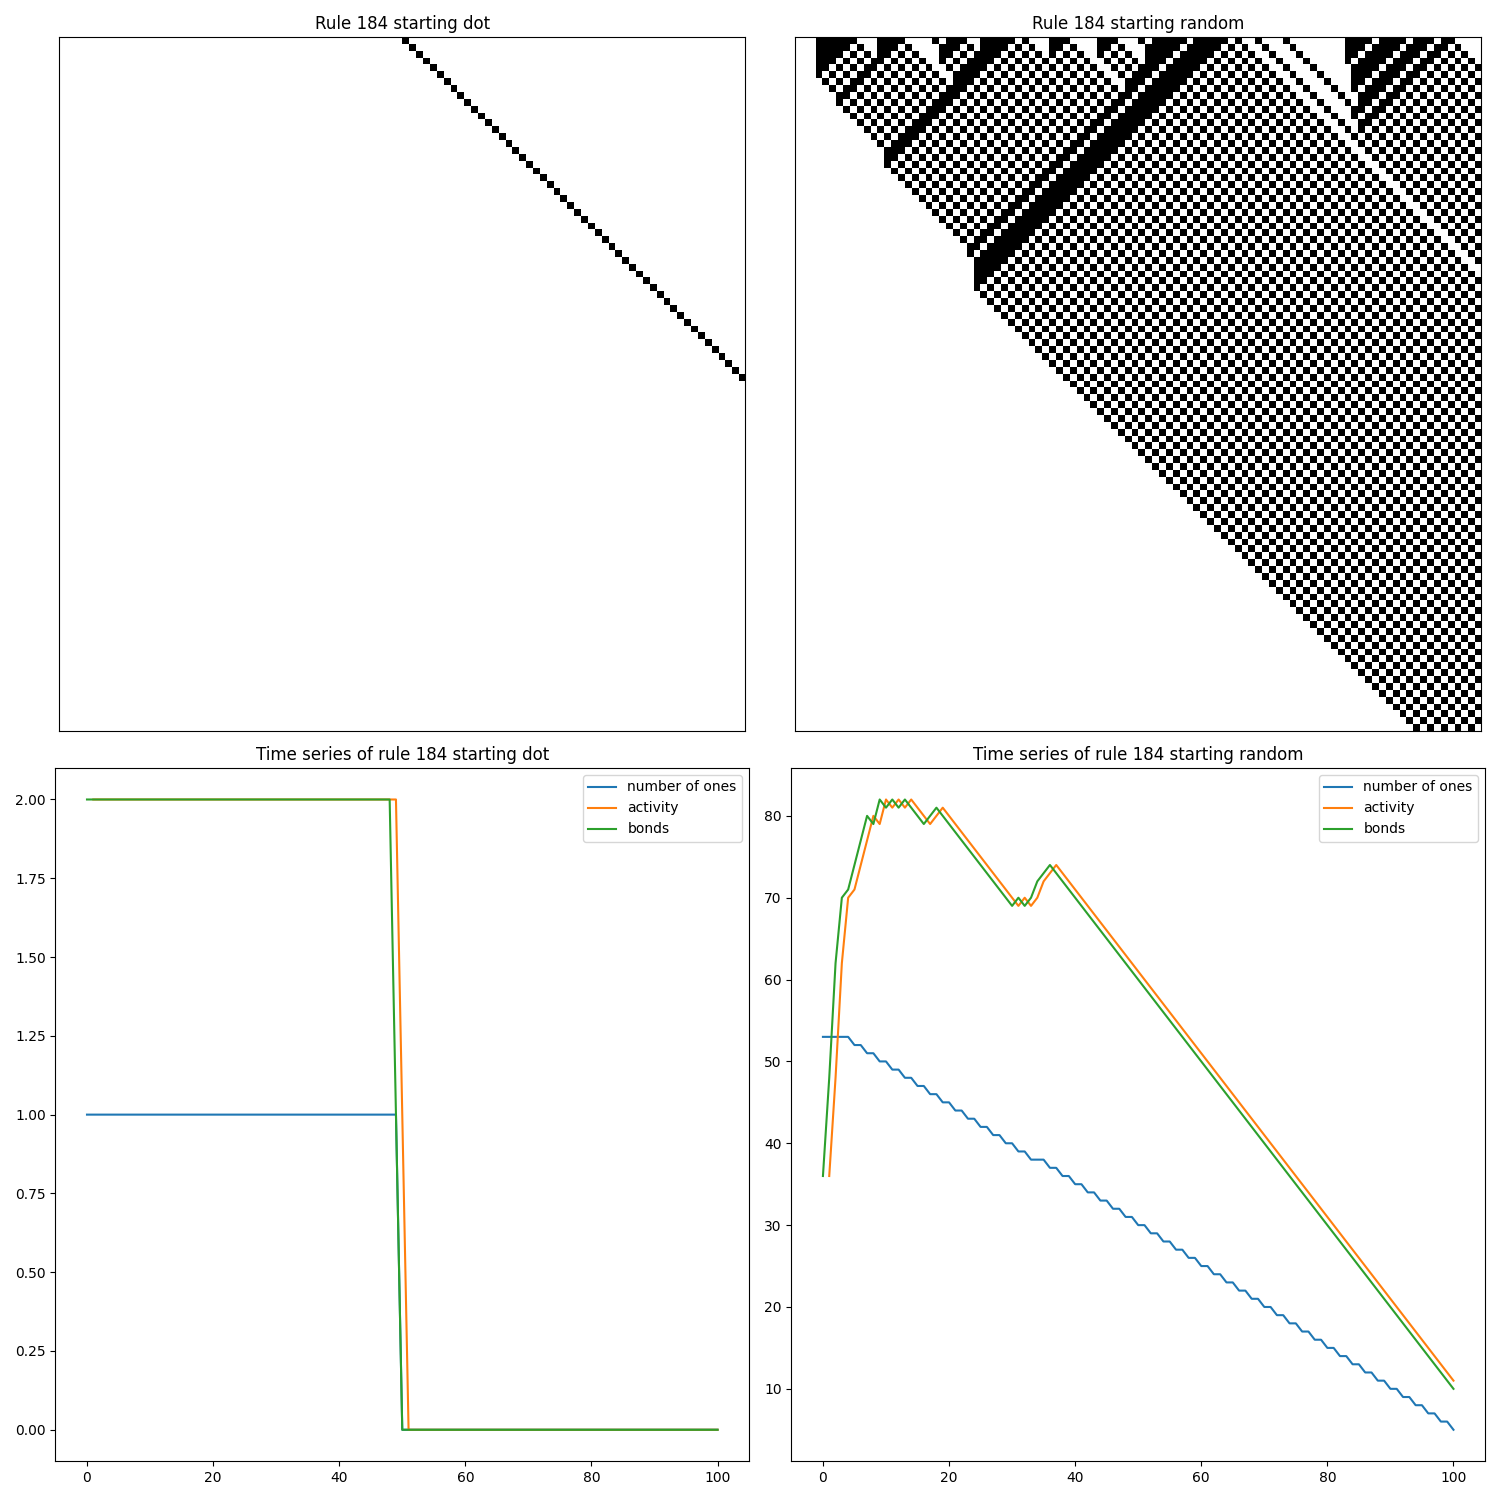 Rule 184 starting dot
Rule 184 starting random
Time series of rule 184 starting dot
2.00
1.75
1.50
1.25
1.00
0.75
0.50
0.25
0.00
0 20 40 60 80 100
number of ones
activity
bonds
Time series of rule 184 starting random
80
70
60
50
40
30
20
10
0 20 40 60 80 100
number of ones
activity
bonds